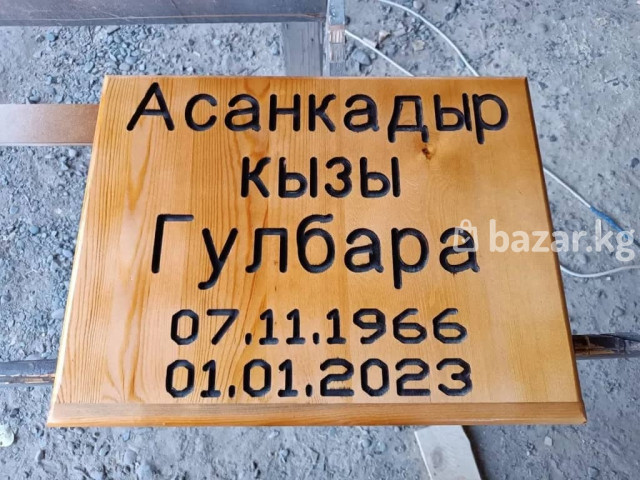 Асанкадыр
кызы
Гулбара
bazar.kg
07.11.1966
01.01.2023